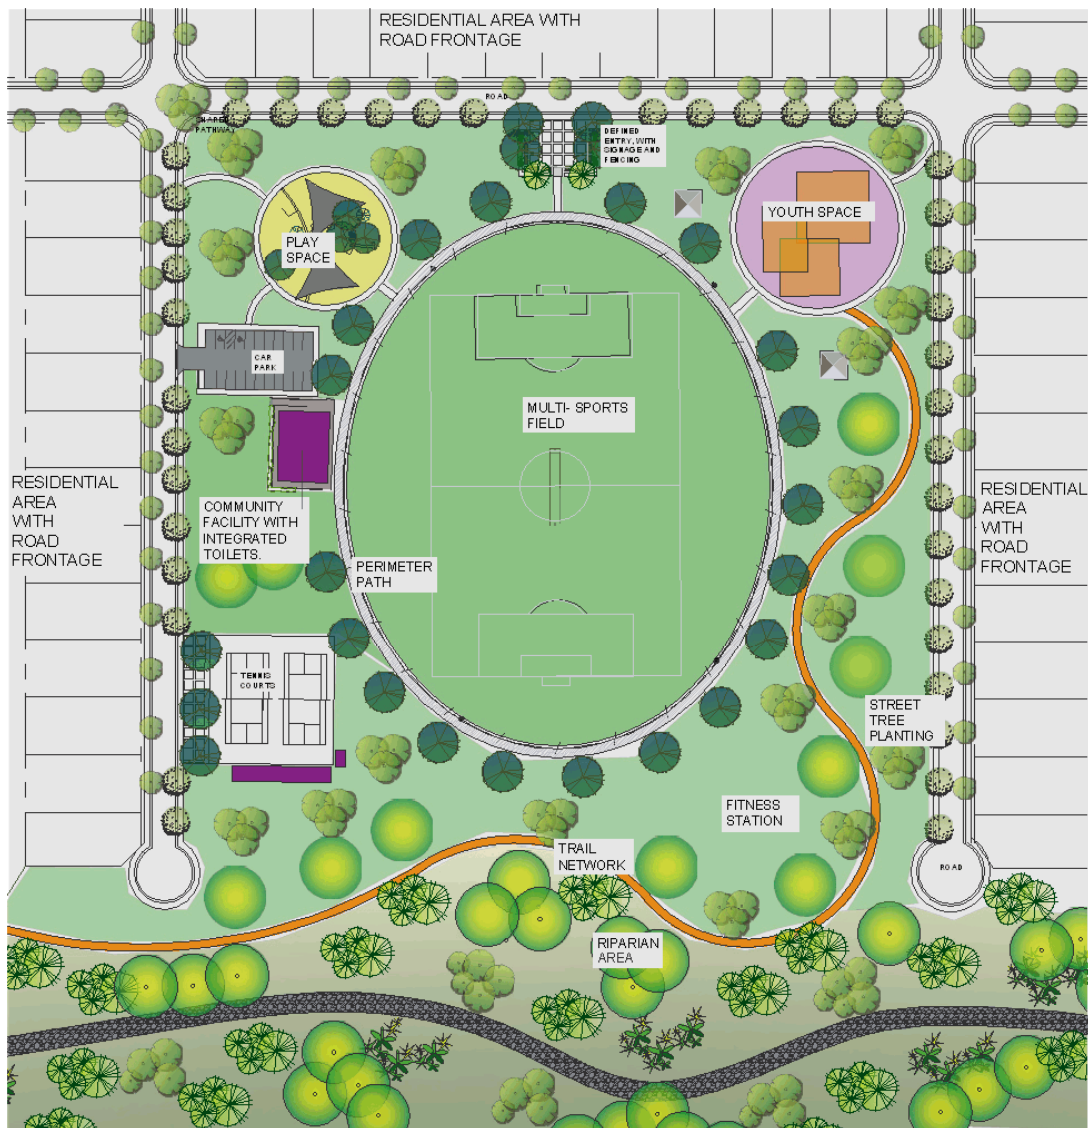 RESIDENTIAL AREA WITH
ROAD FRONTAGE
ROAD
SHARED
PATHWAY
DEFINED
ENTRY, WITH
SIGNAGE AND
FENCING
YOUTH SPACE
PLAY
SPACE
CAR
PARK
MULTI- SPORTS
FIELD
RESIDENTIAL
AREA
WITH
ROAD
FRONTAGE
COMMUNITY
FACILITY WITH
INTEGRATED
TOILETS.
RESIDENTIAL
AREA
WITH
ROAD
FRONTAGE
PERIMETER
PATH
TENNIS
COURTS
STREET
TREE
PLANTING
FITNESS
STATION
TRAIL
NETWORK
ROAD
RIPARIAN
AREA